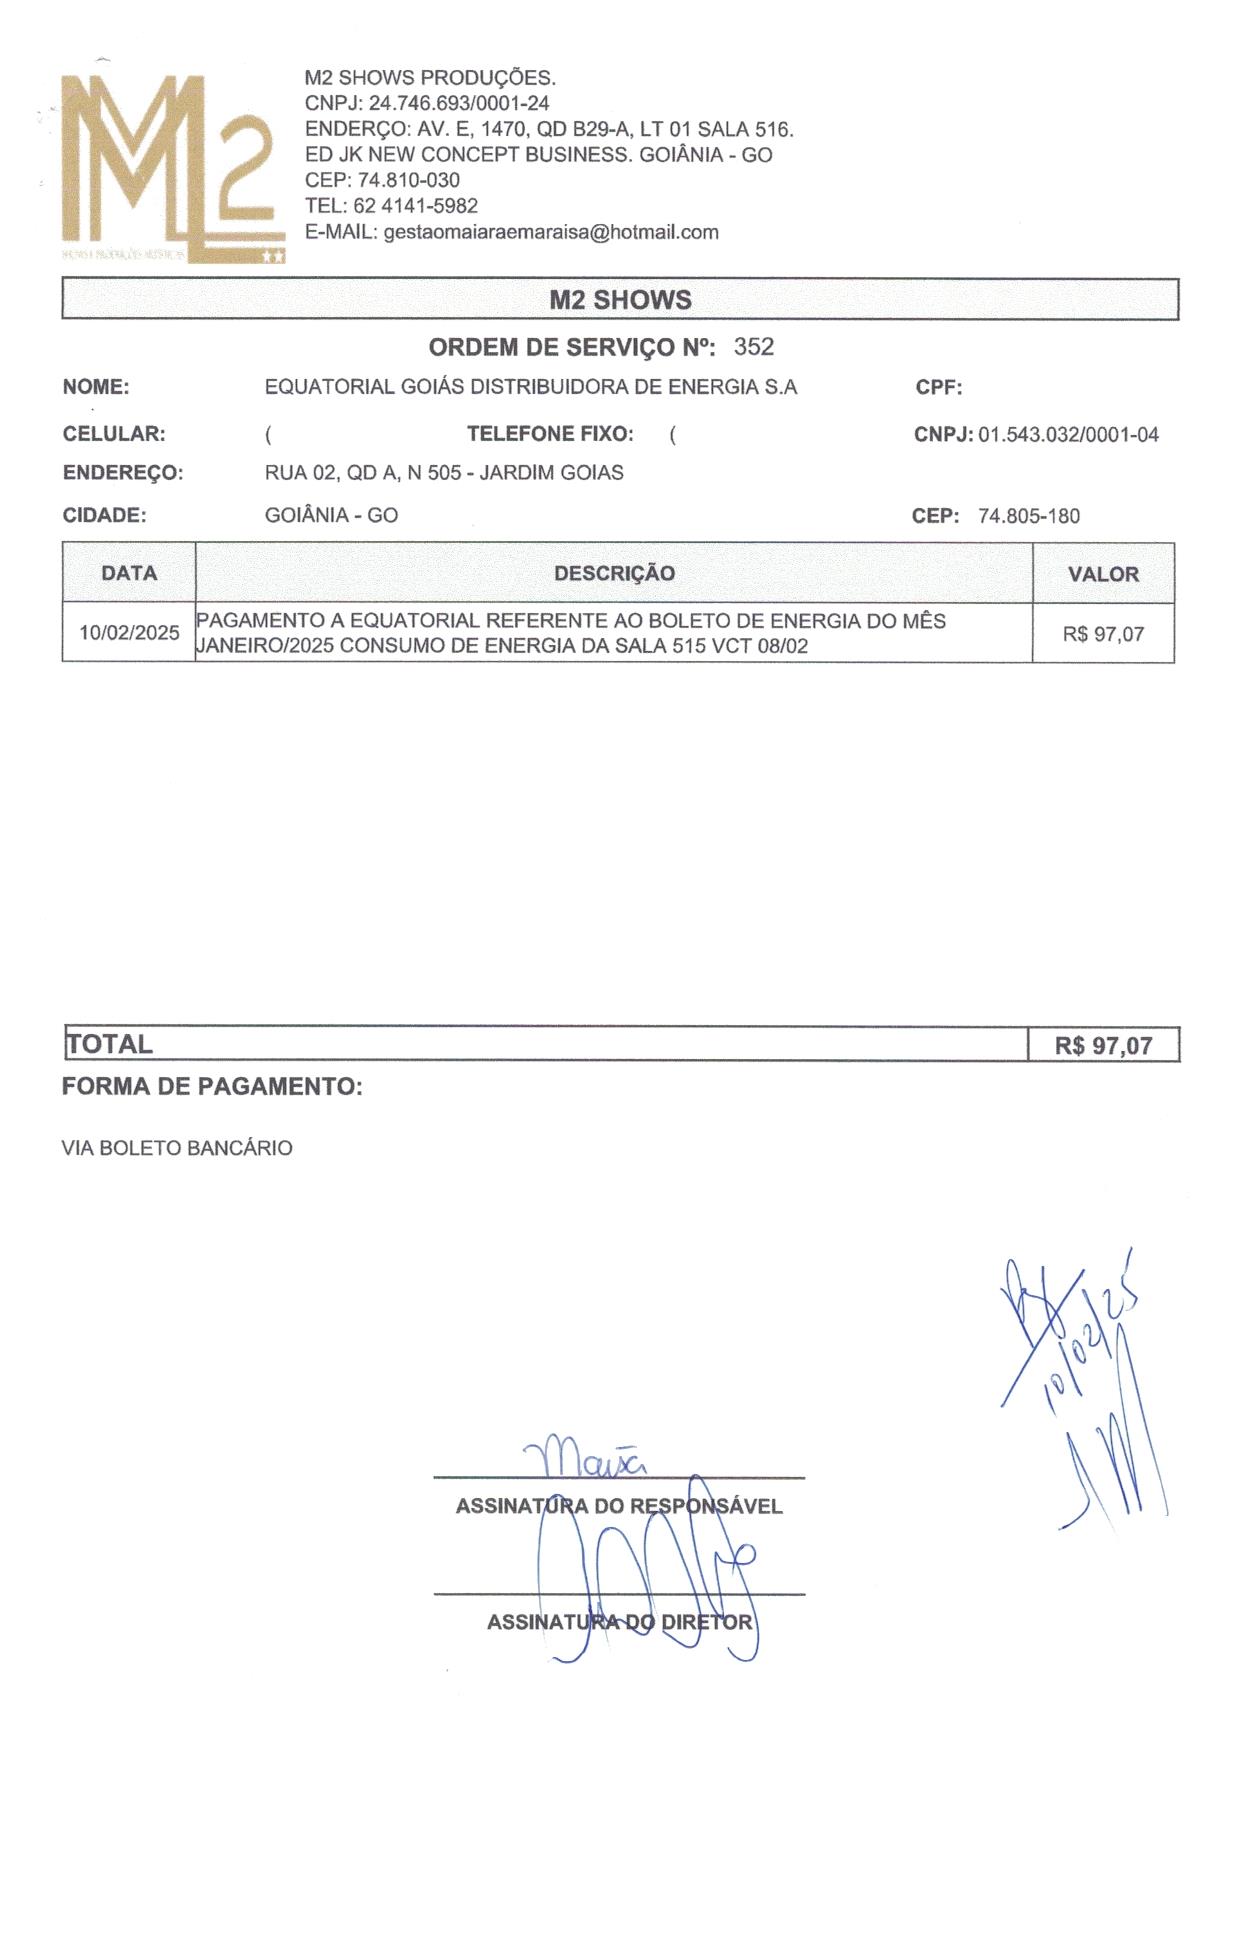 M2 SHOWS PRODUÇÕES.
CNPJ: 24.746.693/0001-24
ENDERÇO: AV. E, 1470, QD B29-A, LT 01 SALA 516.
ED JK NEW CONCEPT BUSINESS. GOIÂNIA - GO
CEP: 74.810-030
TEL: 62 4141-5982
E-MAIL: gestaomaiaraemaraisa@hotmail.com
M2
M2 SHOWS
ORDEM DE SERVIÇO Nº: 352
NOME: EQUATORIAL GOIÁS DISTRIBUIDORA DE ENERGIA S.A CPF:
CELULAR: ( TELEFONE FIXO: ( CNPJ: 01.543.032/0001-04
ENDEREÇO: RUA 02, QD A, N 505 - JARDIM GOIAS
CIDADE: GOIÂNIA - GO CEP: 74.805-180
DATA DESCRIÇÃO VALOR
10/02/2025 PAGAMENTO A EQUATORIAL REFERENTE AO BOLETO DE ENERGIA DO MÊS
JANEIRO/2025 CONSUMO DE ENERGIA DA SALA 515 VCT 08/02 R$ 97,07
TOTAL R$ 97,07
FORMA DE PAGAMENTO:
VIA BOLETO BANCÁRIO
10/02/25
ASSINATURA DO RESPONSÁVEL
ASSINATURA DO DIRETOR